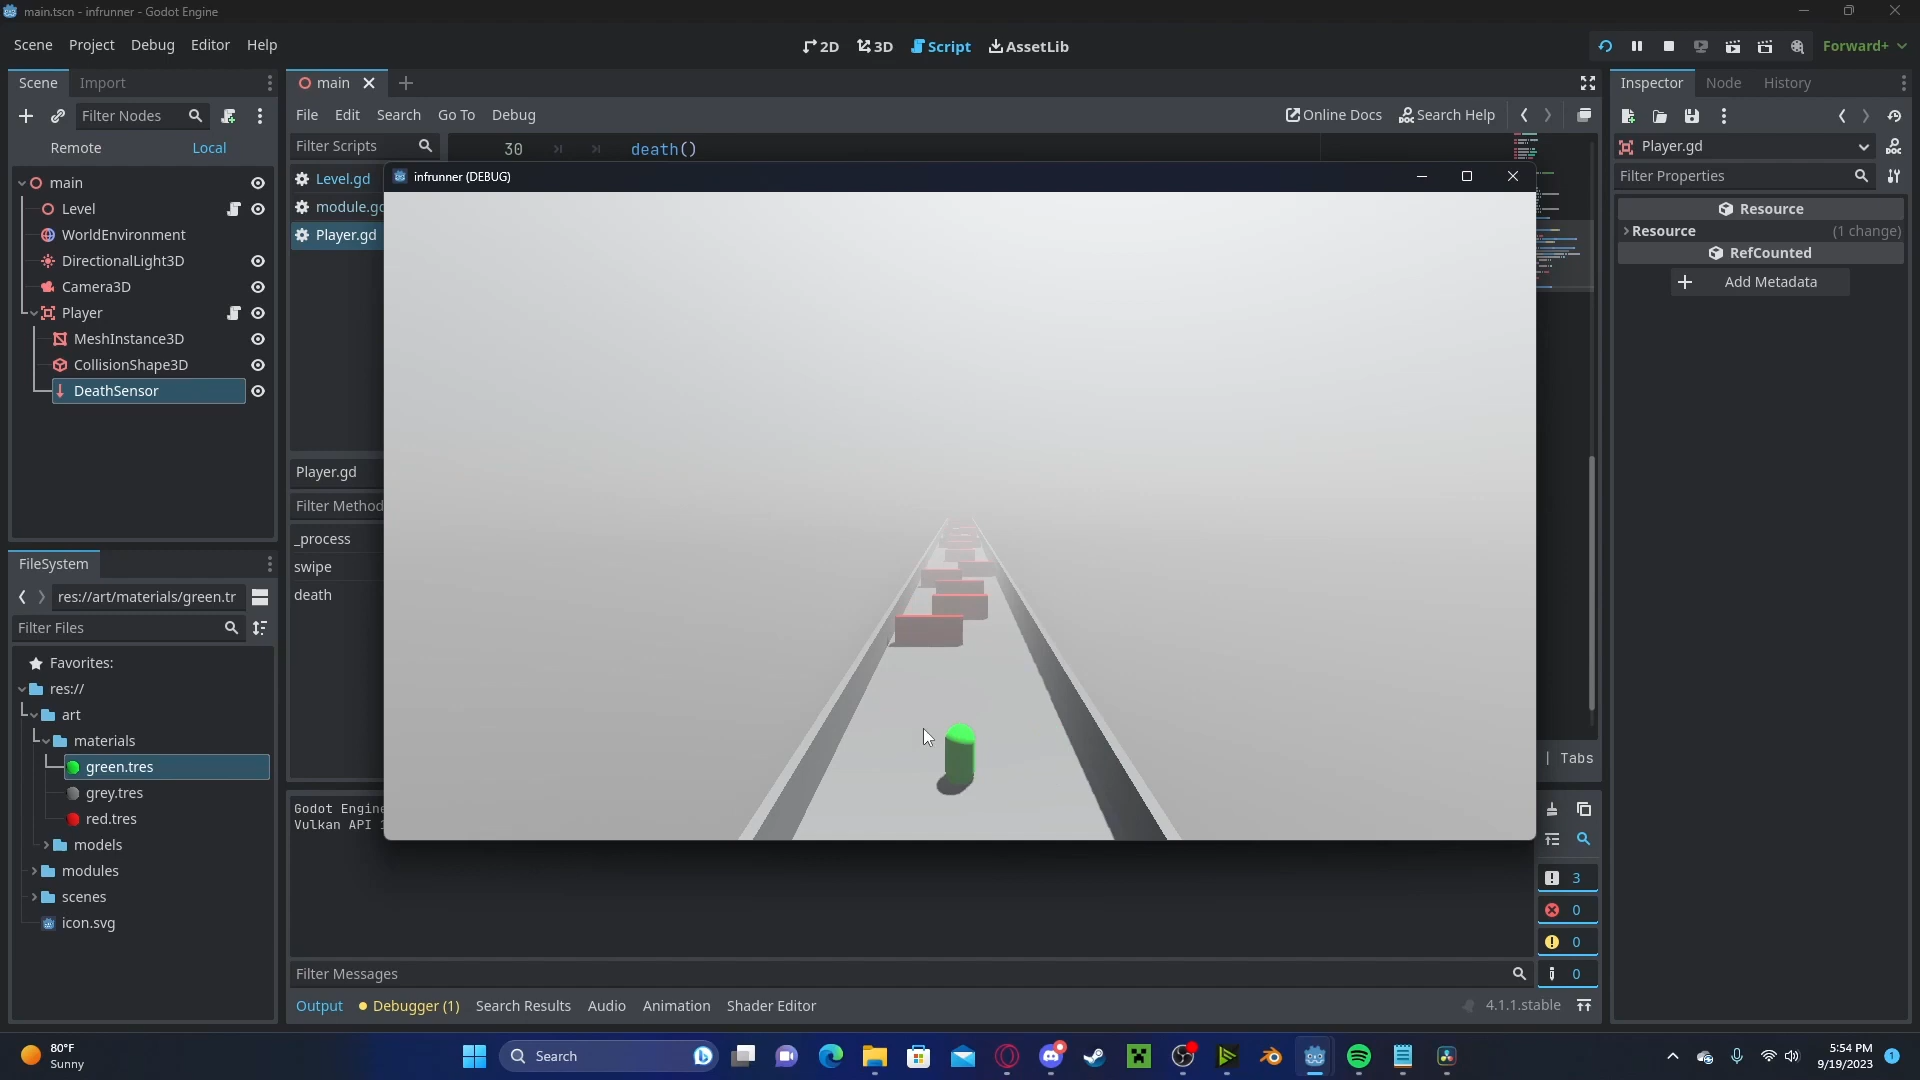 main.tscn - infrunner - Godot Engine
Scene Project Debug Editor Help
2D 3D Script AssetLib
Forward+
Scene Import
Filter Nodes
Remote Local
main
Level
WorldEnvironment
DirectionalLight3D
Camera3D
Player
MeshInstance3D
CollisionShape3D
DeathSensor
FileSystem
res://art/materials/green.tr
Filter Files
Favorites:
res://
art
materials
green.tres
grey.tres
red.tres
models
modules
scenes
icon.svg
main
File Edit Search Go To Debug
Online Docs Search Help
Filter Scripts
30 death()
Level.gd
module.gd
Player.gd
Player.gd
Filter Method
_process
swipe
death
infrunner (DEBUG)
| Tabs
Godot Engine
Vulkan API
3
0
0
0
Filter Messages
Output Debugger (1) Search Results Audio Animation Shader Editor
4.1.1.stable
Inspector Node History
Player.gd
Filter Properties
Resource
Resource (1 change)
RefCounted
Add Metadata
80°F
Sunny
Search
5:54 PM
9/19/2023
1